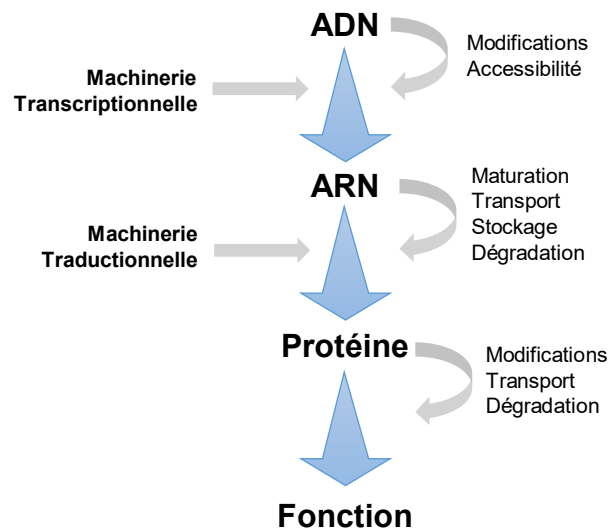 ADN
Modifications
Accessibilité
Machinerie
Transcriptionnelle
ARN
Maturation
Transport
Stockage
Dégradation
Machinerie
Traductionnelle
Protéine
Modifications
Transport
Dégradation
Fonction